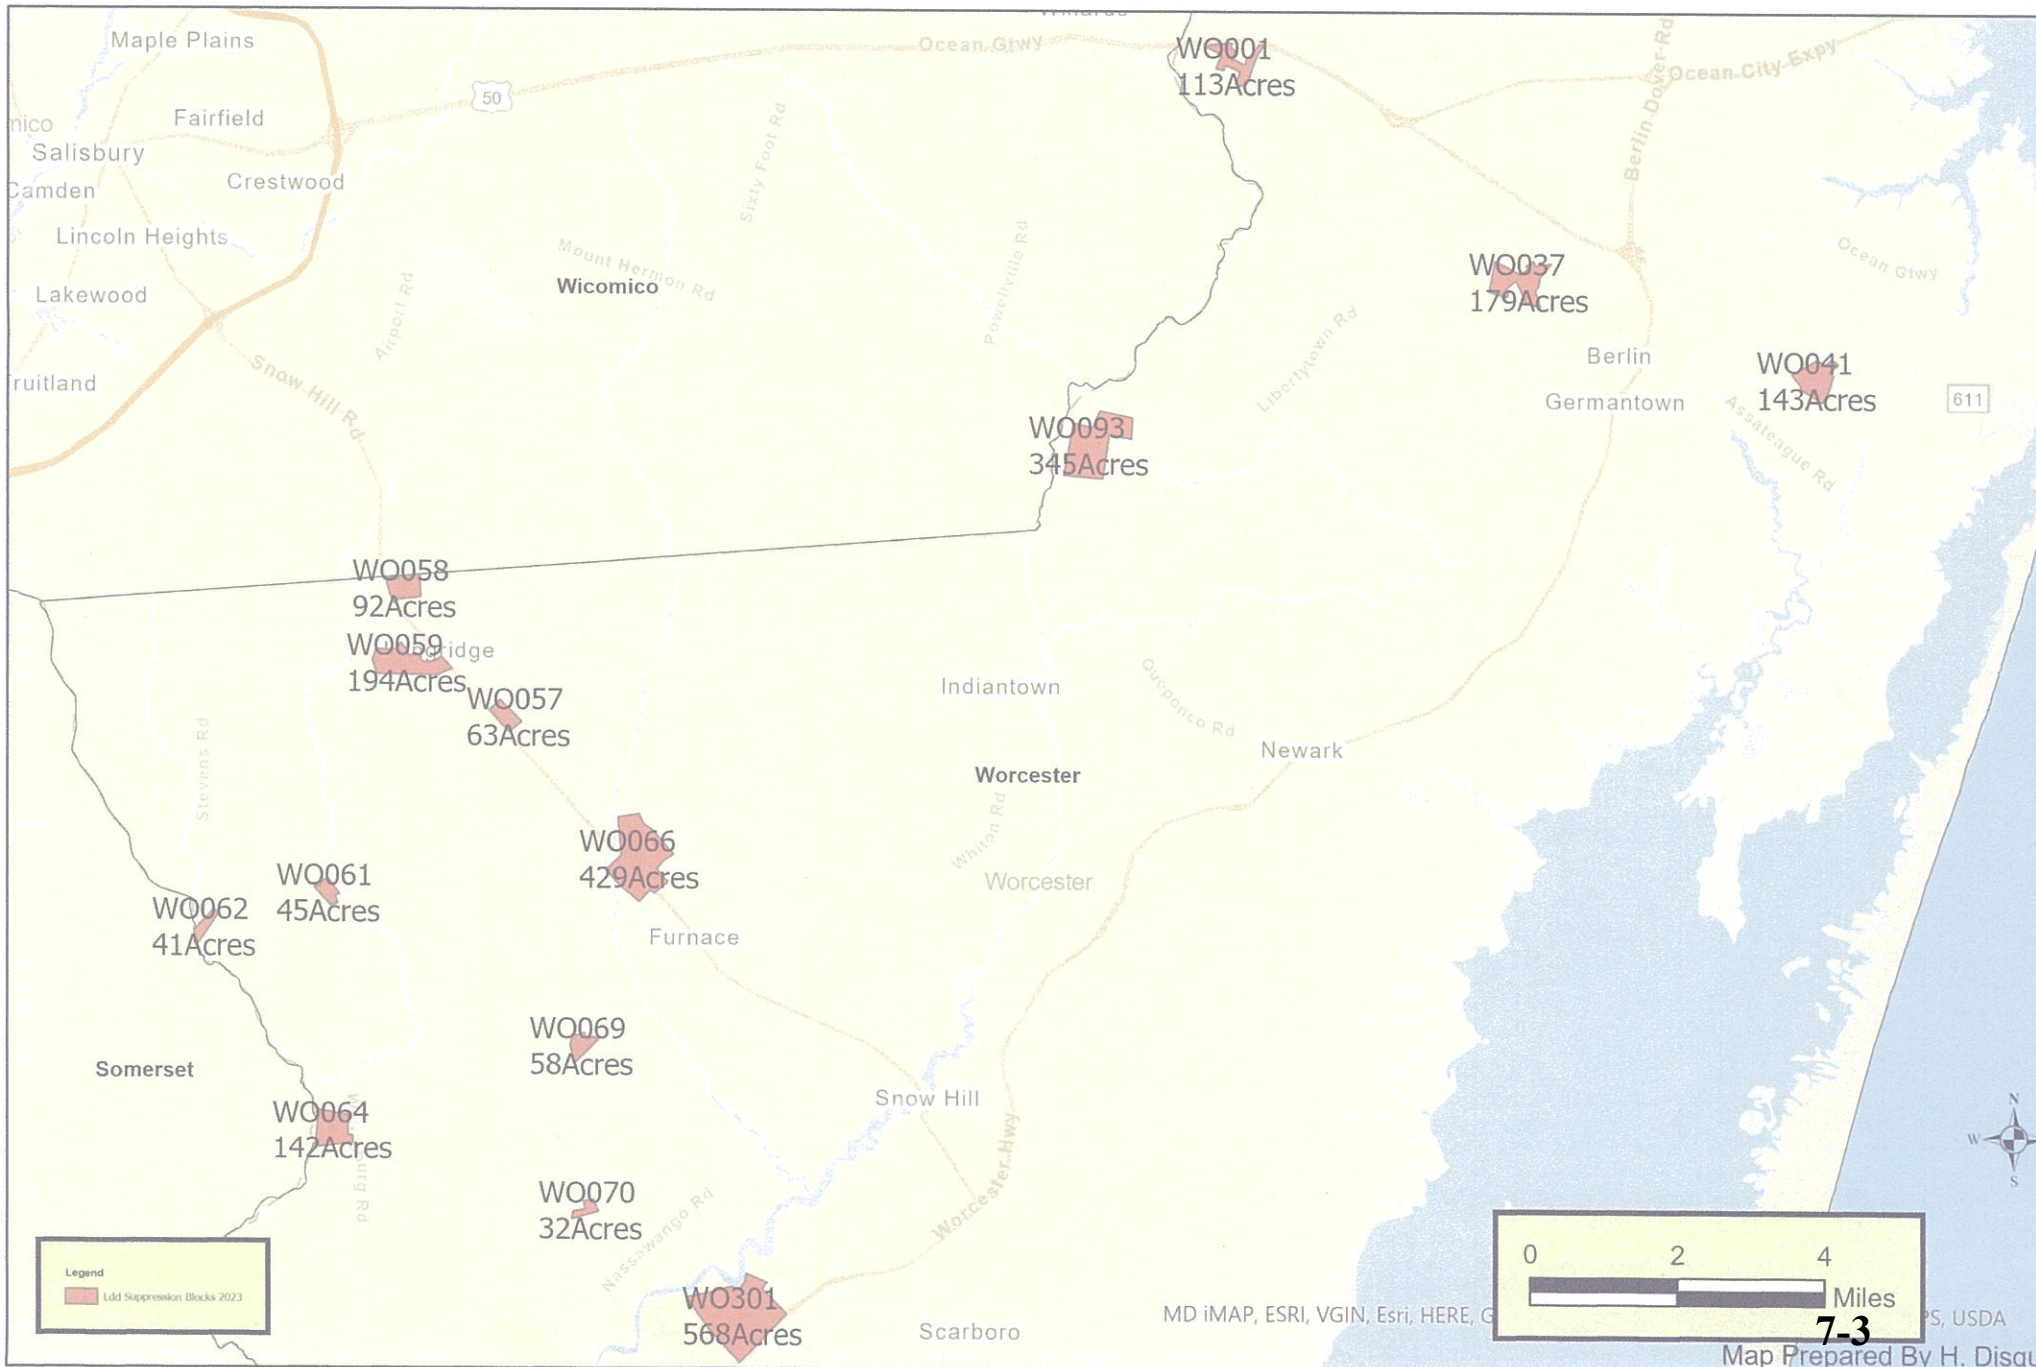 Maple Plains
Ocean Gtwy
WO001
113Acres
Berlin Dover Rd
Ocean City Expy
50
Fairfield
Salisbury
Crestwood
Sixty Foot Rd
Lincoln Heights
Mount Hermon Rd
Wicomico
Powellville Rd
WO037
179Acres
Ocean Gtwy
Lakewood
Airport Rd
Libertytown Rd
Berlin
WO041
143Acres
Snow Hill Rd
Germantown
611
Assateague Rd
WO093
345Acres
WO058
92Acres
WO059
194Acres
WO057
63Acres
Indiantown
Queponco Rd
Newark
Stevens Rd
Worcester
Whiton Rd
WO066
429Acres
WO061
45Acres
Worcester
WO062
41Acres
Furnace
WO069
58Acres
Somerset
Snow Hill
WO064
142Acres
Worcester Hwy
WO070
32Acres
Nassawango Rd
N
W
S
Legend
Ldd Suppression Blocks 2023
WO301
568Acres
Scarboro
0 2 4
Miles
MD iMAP, ESRI, VGIN, Esri, HERE,
USDA
7-3
Map Prepared By H.